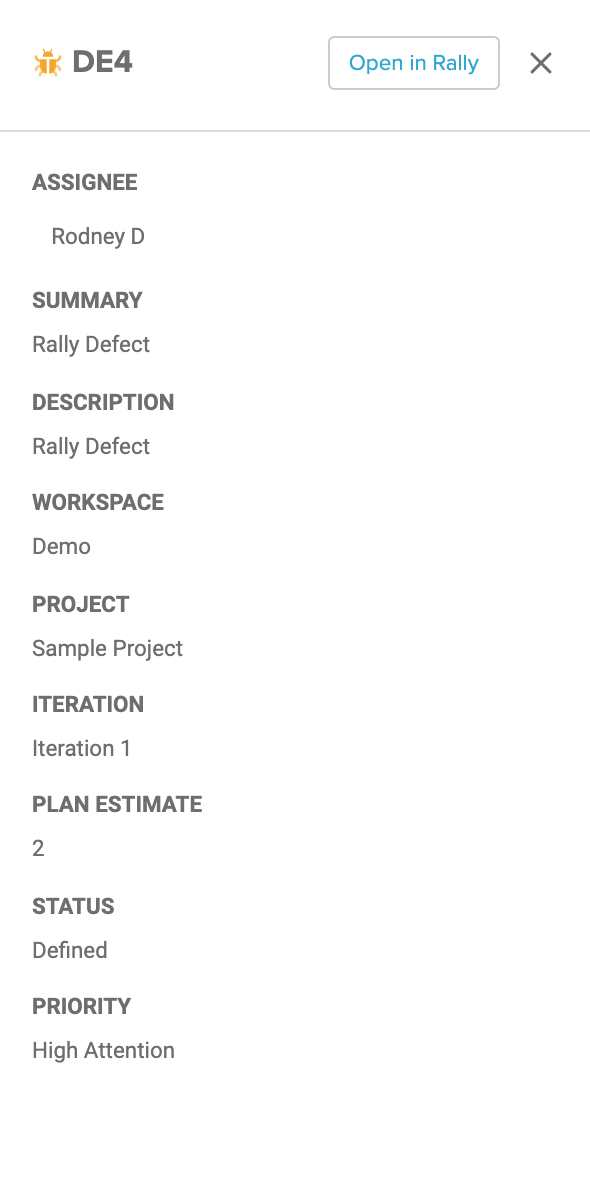 DE4
Open in Rally
ASSIGNEE
Rodney D
SUMMARY
Rally Defect
DESCRIPTION
Rally Defect
WORKSPACE
Demo
PROJECT
Sample Project
ITERATION
Iteration 1
PLAN ESTIMATE
2
STATUS
Defined
PRIORITY
High Attention